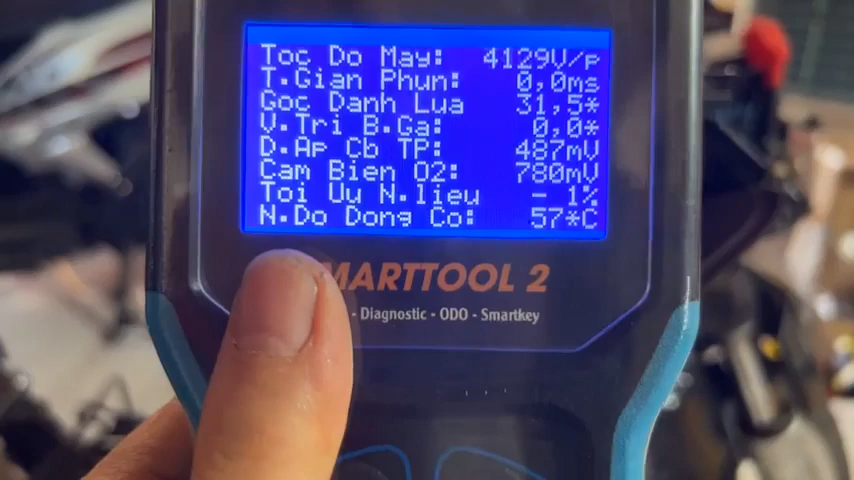 Toc Do May: 4129V/p
T.Gian Phun: 0,0ms
Goc Danh Lua 31,5*
V.Tri B.Ga: 0,0*
D.Ap Cb TP: 487mV
Cam Bien O2: 780mV
Toi Uu N.lieu - 1%
N.Do Dong Co: 57*C
MARTTOOL 2
- Diagnostic - ODO - Smartkey